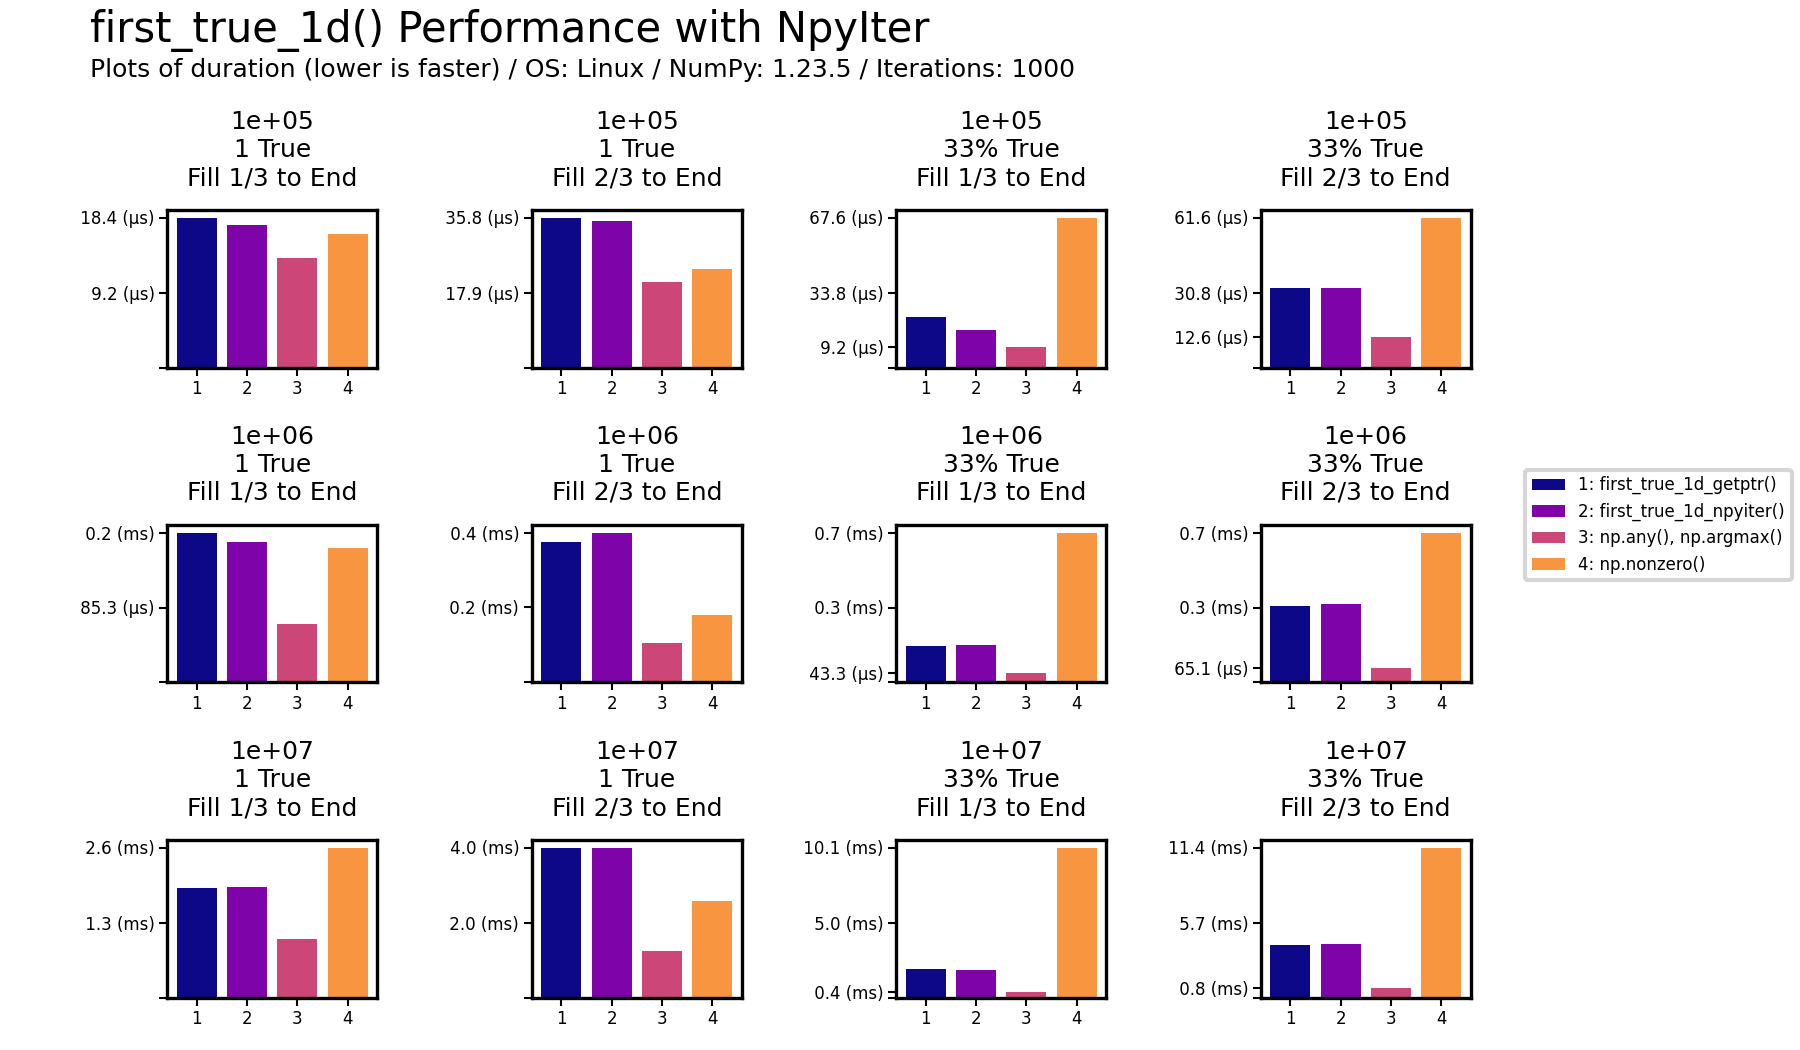 first_true_1d() Performance with NpyIter
Plots of duration (lower is faster) / OS: Linux / NumPy: 1.23.5 / Iterations: 1000
1e+05
1 True
Fill 1/3 to End
18.4 (µs)
9.2 (µs)
1 2 3 4
1e+05
1 True
Fill 2/3 to End
35.8 (µs)
17.9 (µs)
1 2 3 4
1e+05
33% True
Fill 1/3 to End
67.6 (µs)
33.8 (µs)
9.2 (µs)
1 2 3 4
1e+05
33% True
Fill 2/3 to End
61.6 (µs)
30.8 (µs)
12.6 (µs)
1 2 3 4
1e+06
1 True
Fill 1/3 to End
0.2 (ms)
85.3 (µs)
1 2 3 4
1e+06
1 True
Fill 2/3 to End
0.4 (ms)
0.2 (ms)
1 2 3 4
1e+06
33% True
Fill 1/3 to End
0.7 (ms)
0.3 (ms)
43.3 (µs)
1 2 3 4
1e+06
33% True
Fill 2/3 to End
0.7 (ms)
0.3 (ms)
65.1 (µs)
1 2 3 4
1: first_true_1d_getptr()
2: first_true_1d_npyiter()
3: np.any(), np.argmax()
4: np.nonzero()
1e+07
1 True
Fill 1/3 to End
2.6 (ms)
1.3 (ms)
1 2 3 4
1e+07
1 True
Fill 2/3 to End
4.0 (ms)
2.0 (ms)
1 2 3 4
1e+07
33% True
Fill 1/3 to End
10.1 (ms)
5.0 (ms)
0.4 (ms)
1 2 3 4
1e+07
33% True
Fill 2/3 to End
11.4 (ms)
5.7 (ms)
0.8 (ms)
1 2 3 4